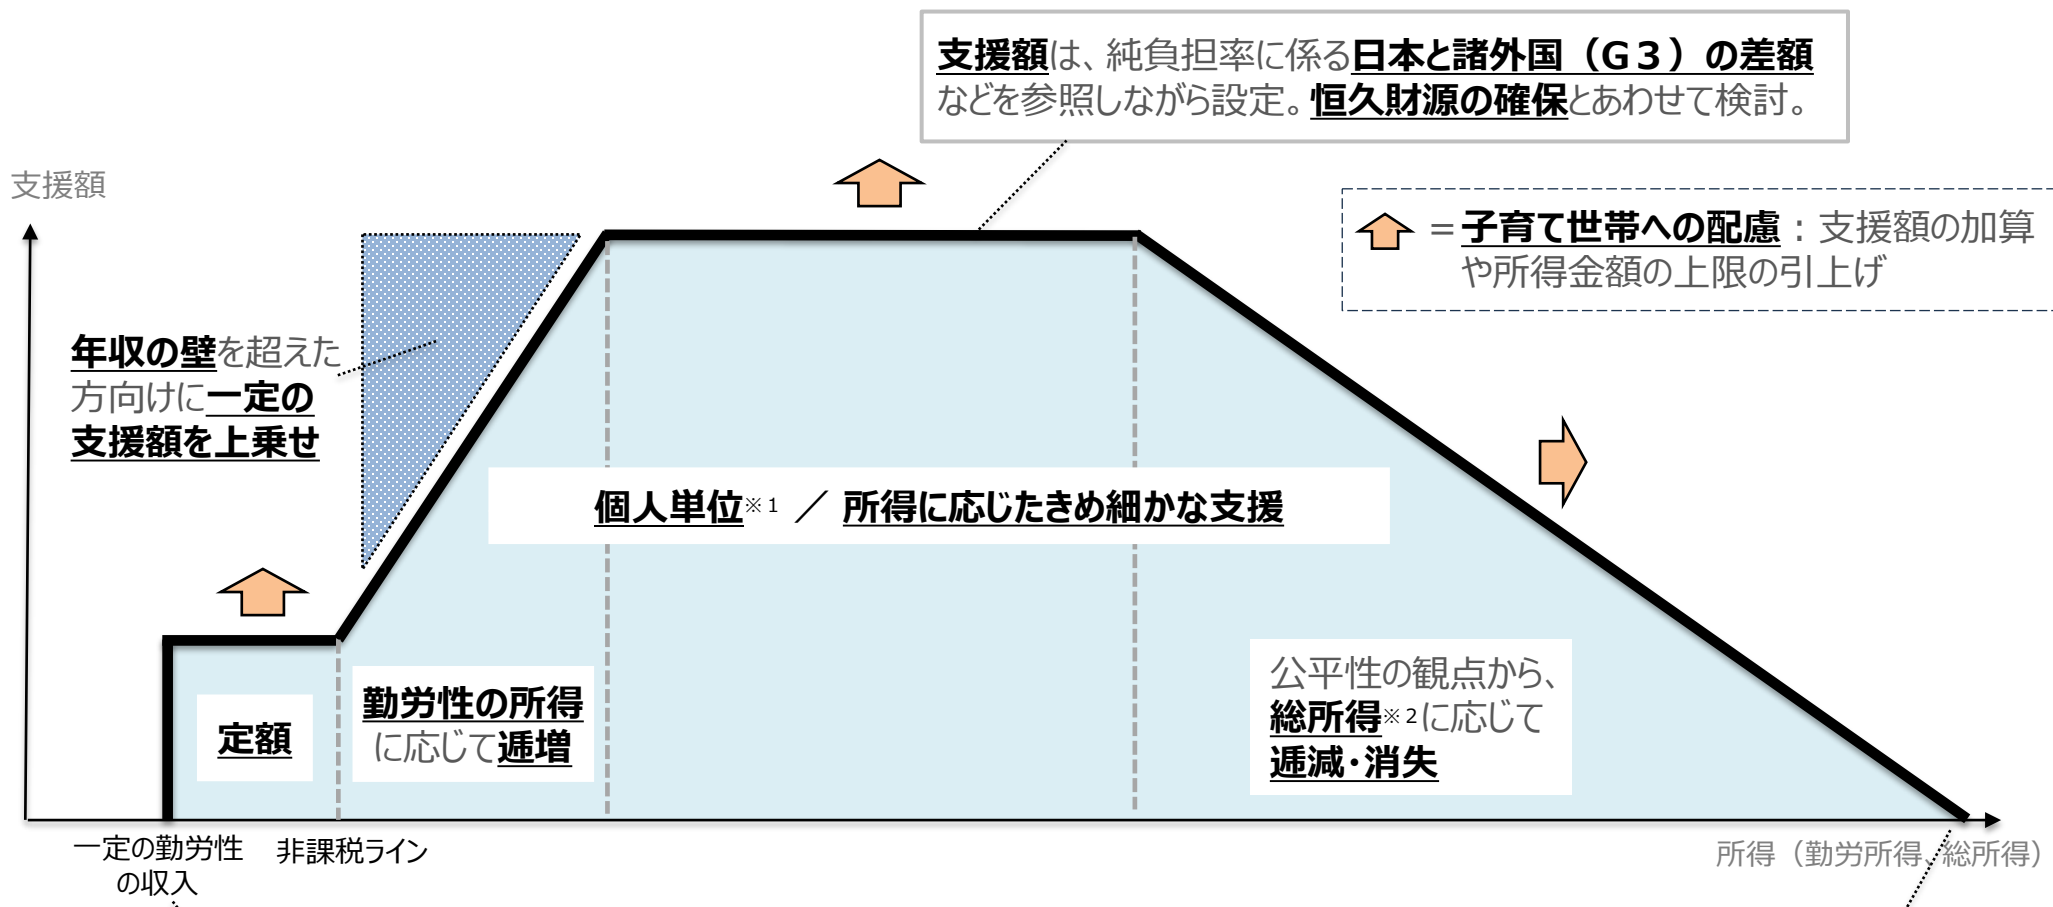 支援額は、純負担率に係る日本と諸外国（G３）の差額
などを参照しながら設定。恒久財源の確保とあわせて検討。
支援額
＝子育て世帯への配慮：支援額の加算
や所得金額の上限の引上げ
年収の壁を超えた
方向けに一定の
支援額を上乗せ
個人単位※１ ／ 所得に応じたきめ細かな支援
定額
勤労性の所得
に応じて逓増
公平性の観点から、
総所得※２に応じて
逓減・消失
一定の勤労性
の収入
非課税ライン
所得（勤労所得、総所得）